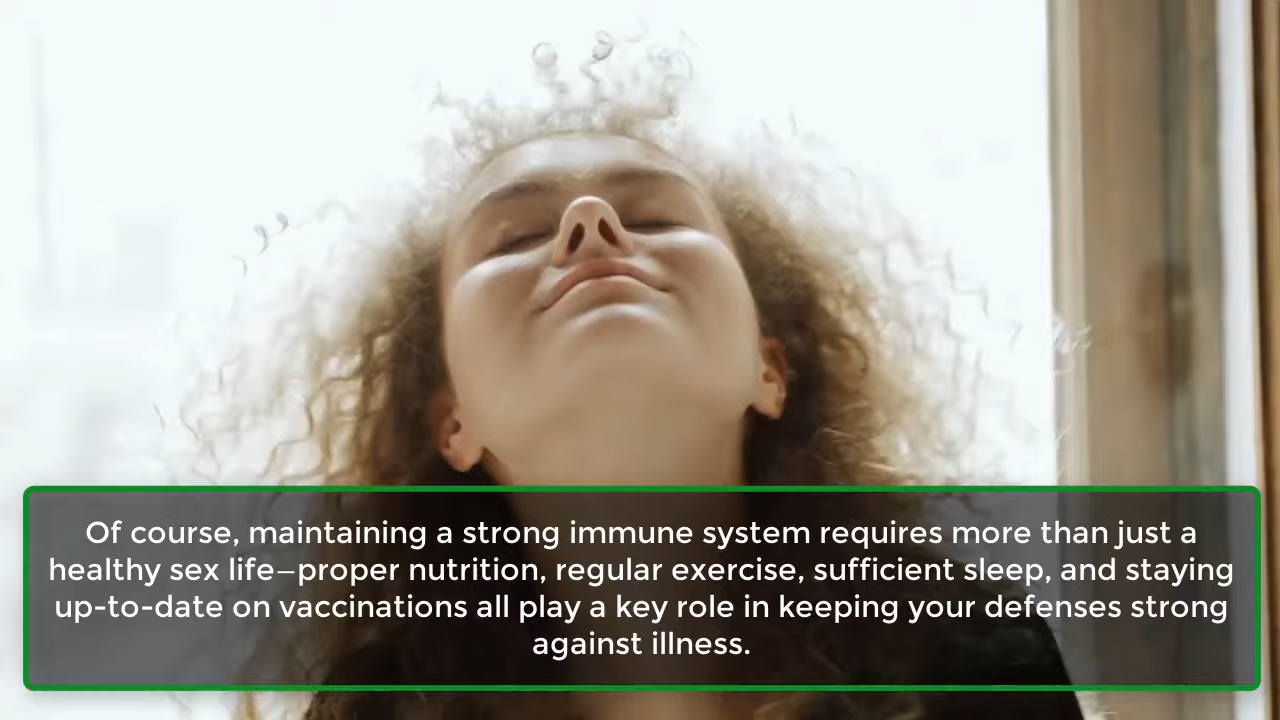 Of course, maintaining a strong immune system requires more than just a
healthy sex life—proper nutrition, regular exercise, sufficient sleep, and staying
up-to-date on vaccinations all play a key role in keeping your defenses strong
against illness.